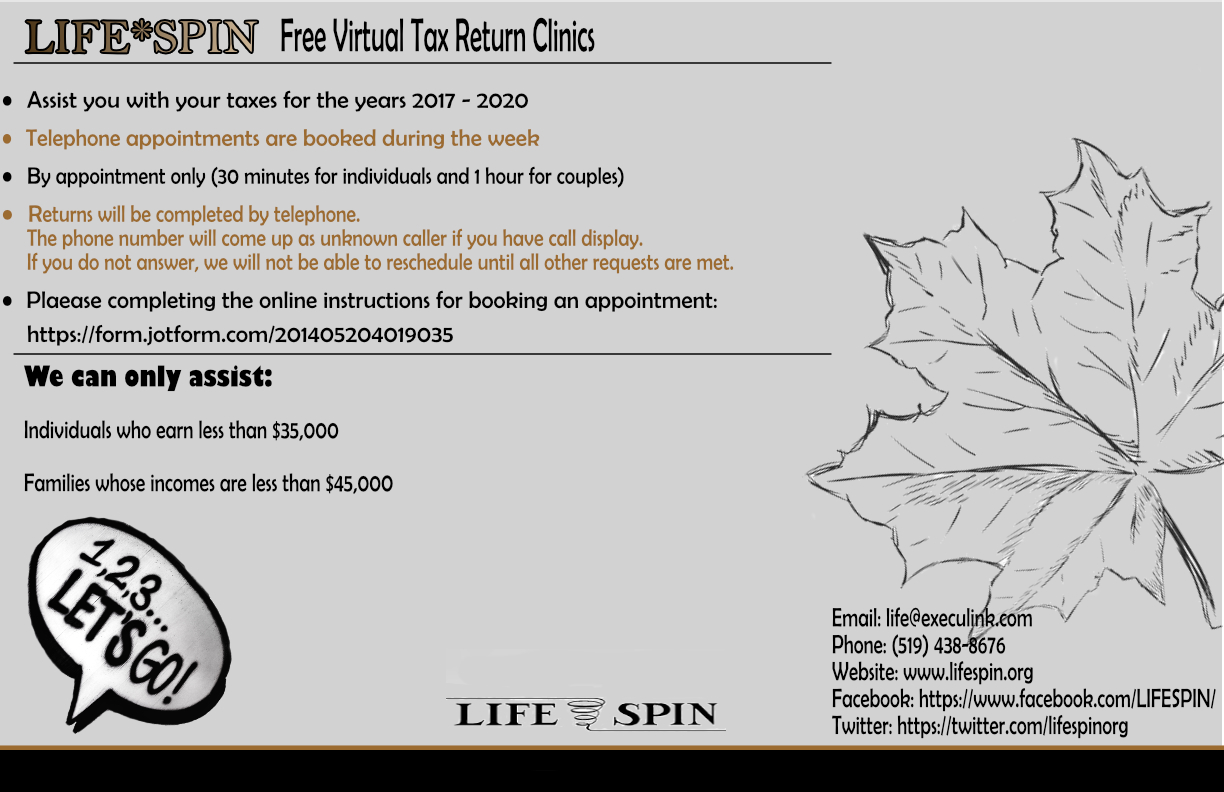 LIFE*SPIN Free Virtual Tax Return Clinics
• Assist you with your taxes for the years 2017 - 2020
• Telephone appointments are booked during the week
• By appointment only (30 minutes for individuals and 1 hour for couples)
• Returns will be completed by telephone.
The phone number will come up as unknown caller if you have call display.
If you do not answer, we will not be able to reschedule until all other requests are met.
• Plaease completing the online instructions for booking an appointment:
https://form.jotform.com/201405204019035
We can only assist:
Individuals who earn less than $35,000
Families whose incomes are less than $45,000
1,2,3...
LET'S
GO!
LIFE SPIN
Email: life@execulink.com
Phone: (519) 438-8676
Website: www.lifespin.org
Facebook: https://www.facebook.com/LIFESPIN/
Twitter: https://twitter.com/lifespinorg